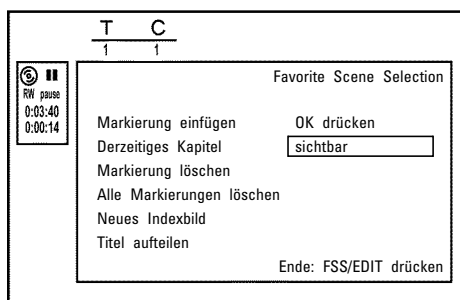 T C
1 1
RW pause
0:03:40
0:00:14
Favorite Scene Selection
Markierung einfügen OK drücken
Derzeitiges Kapitel sichtbar
Markierung löschen
Alle Markierungen löschen
Neues Indexbild
Titel aufteilen
Ende: FSS/EDIT drücken